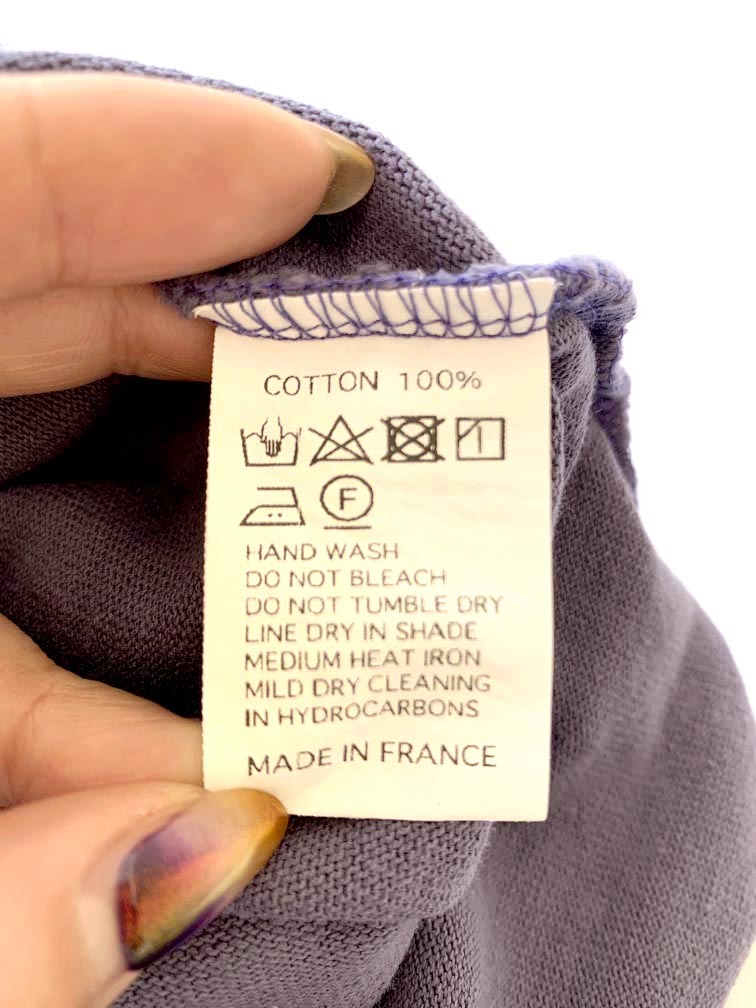 COTTON 100%
F
HAND WASH
DO NOT BLEACH
DO NOT TUMBLE DRY
LINE DRY IN SHADE
MEDIUM HEAT IRON
MILD DRY CLEANING
IN HYDROCARBONS
MADE IN FRANCE